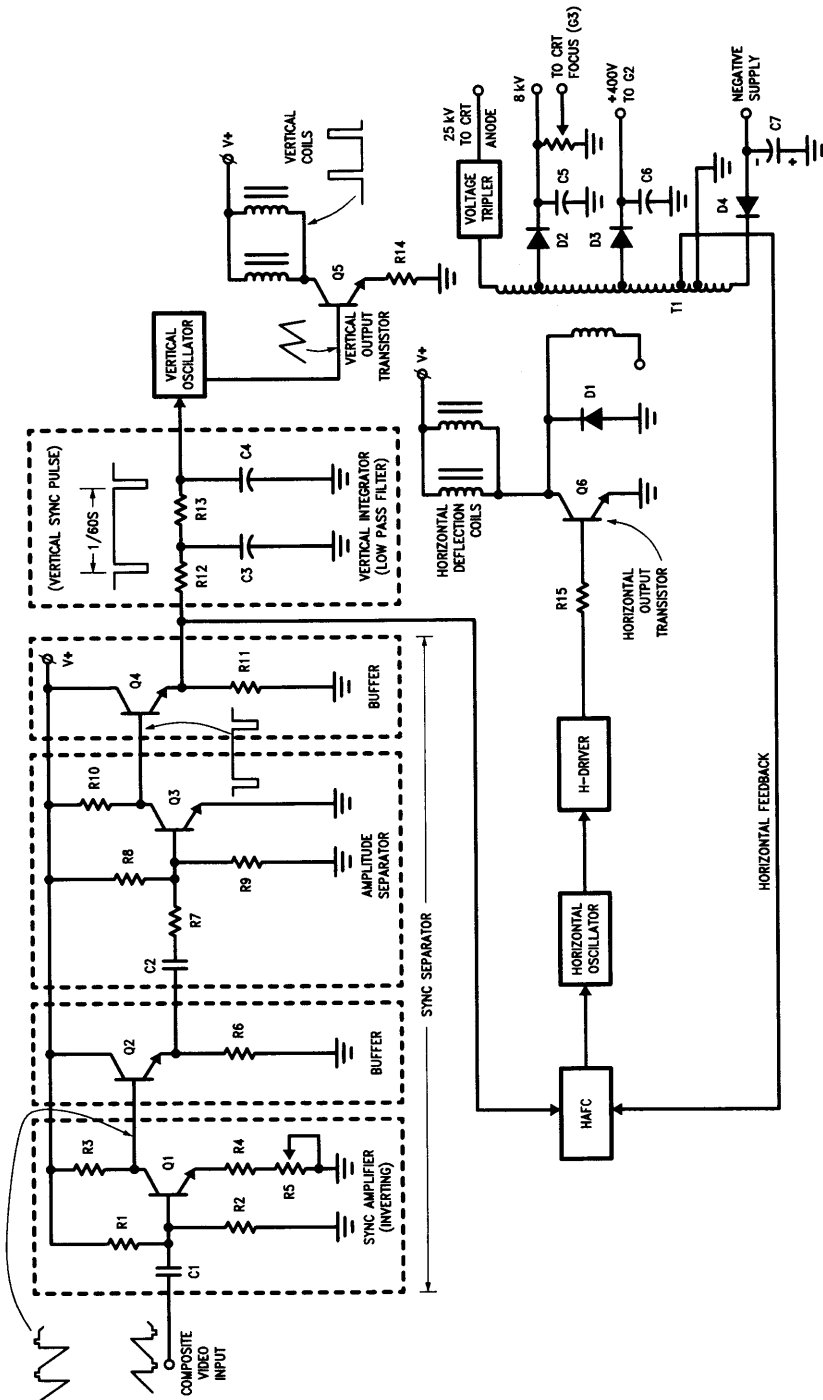 COMPOSITE
VIDEO
INPUT
C1
R1
R2
R3
Q1
R4
R5
SYNC AMPLIFIER
(INVERTING)
Q2
R6
BUFFER
C2
R7
R8
R9
R10
Q3
AMPLITUDE
SEPARATOR
Q4
R11
BUFFER
V+
SYNC SEPARATOR
(VERTICAL SYNC PULSE)
1/60S
R12
R13
C3
C4
VERTICAL INTEGRATOR
(LOW PASS FILTER)
VERTICAL
OSCILLATOR
VERTICAL
OUTPUT
TRANSISTOR
Q5
R14
V+
VERTICAL
COILS
HAFC
HORIZONTAL
OSCILLATOR
H-DRIVER
R15
HORIZONTAL
OUTPUT
TRANSISTOR
Q6
HORIZONTAL
DEFLECTION
COILS
V+
D1
T1
VOLTAGE
TRIPLER
25 kV
TO CRT
ANODE
D2
C5
8 kV
TO CRT
FOCUS (G3)
D3
C6
+400V
TO G2
D4
-
C7
+
NEGATIVE
SUPPLY
HORIZONTAL FEEDBACK